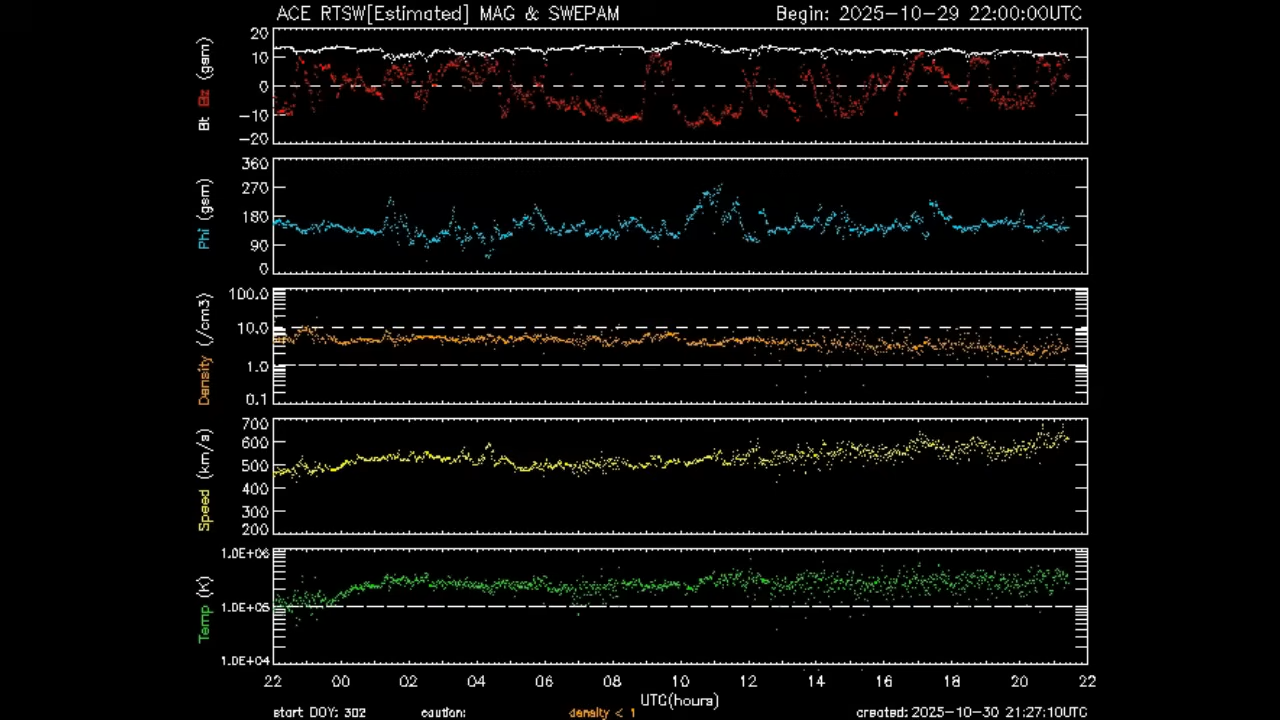 ACE RTSW[Estimated] MAG & SWEPAM Begin: 2025-10-29 22:00:00UTC
Bt Bz (gsm)
20
10
0
-10
-20
Phi (gsm)
360
270
180
90
0
Density (/cm3)
100.0
10.0
1.0
0.1
Speed (km/s)
700
600
500
400
300
200
Temp (K)
1.0E+06
1.0E+05
1.0E+04
22 00 02 04 06 08 10 12 14 16 18 20 22
UTC(hours)
start DOY: 302 caution: density < 1 created: 2025-10-30 21:27:10UTC